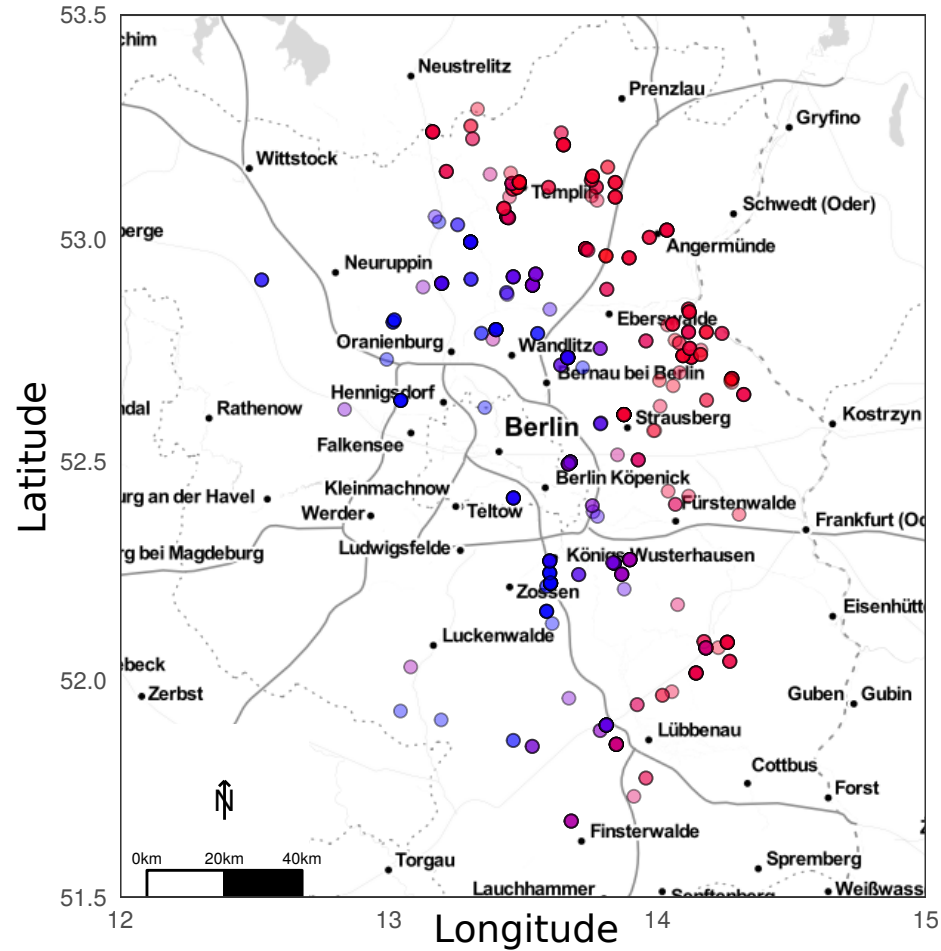 53.5
53.0
52.5
52.0
51.5
Latitude
chim
Neustrelitz
Prenzlau
Gryfino
Wittstock
Templin
Schwedt (Oder)
berge
Angermünde
Neuruppin
Eberswalde
Oranienburg
Wandlitz
Bernau bei Berlin
Hennigsdorf
ndal
Rathenow
Strausberg
Kostrzyn
Falkensee
Berlin
Berlin Köpenick
urg an der Havel
Kleinmachnow
Werder
Teltow
Fürstenwalde
Frankfurt (Oc
rg bei Magdeburg
Ludwigsfelde
Königs Wusterhausen
Zossen
Eisenhütt
Luckenwalde
ebeck
Zerbst
Guben
Gubin
Lübbenau
Cottbus
Forst
N
Finsterwalde
0km 20km 40km
Torgau
Spremberg
Lauchhammer
Senftenberg
Weißwass
12 13 14 15
Longitude